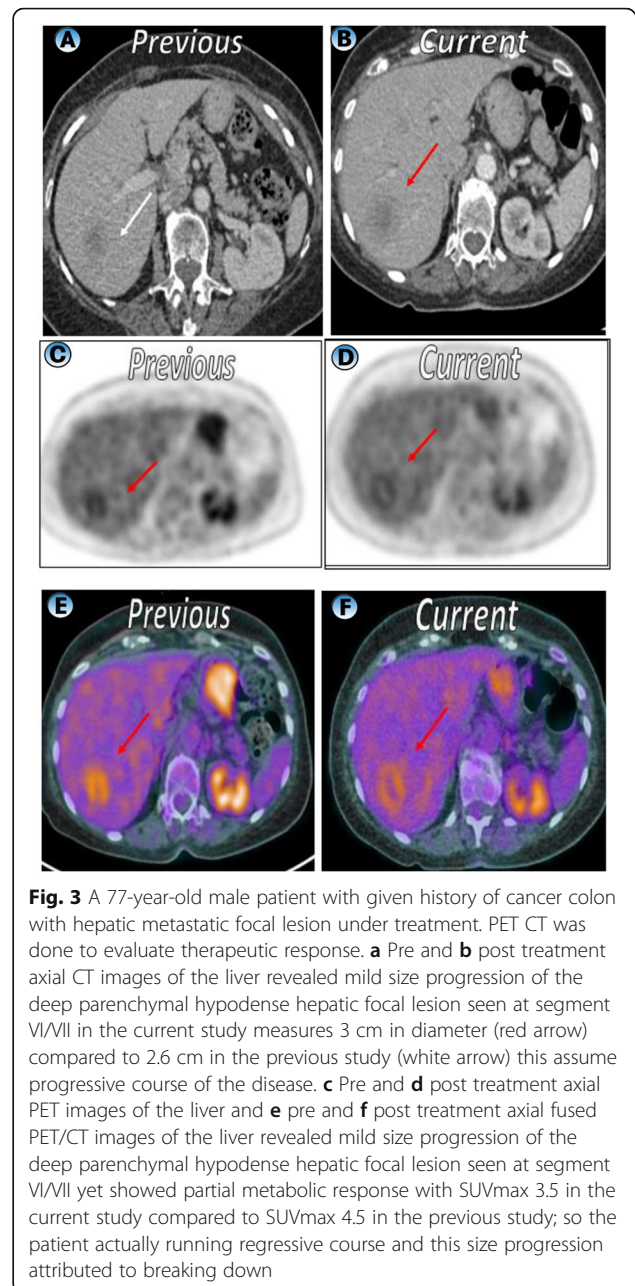 A
Previous
B
Current
C
Previous
D
Current
E
Previous
F
Current
Fig. 3 A 77-year-old male patient with given history of cancer colon
with hepatic metastatic focal lesion under treatment. PET CT was
done to evaluate therapeutic response. a Pre and b post treatment
axial CT images of the liver revealed mild size progression of the
deep parenchymal hypodense hepatic focal lesion seen at segment
VI/VII in the current study measures 3 cm in diameter (red arrow)
compared to 2.6 cm in the previous study (white arrow) this assume
progressive course of the disease. c Pre and d post treatment axial
PET images of the liver and e pre and f post treatment axial fused
PET/CT images of the liver revealed mild size progression of the
deep parenchymal hypodense hepatic focal lesion seen at segment
VI/VII yet showed partial metabolic response with SUVmax 3.5 in the
current study compared to SUVmax 4.5 in the previous study; so the
patient actually running regressive course and this size progression
attributed to breaking down